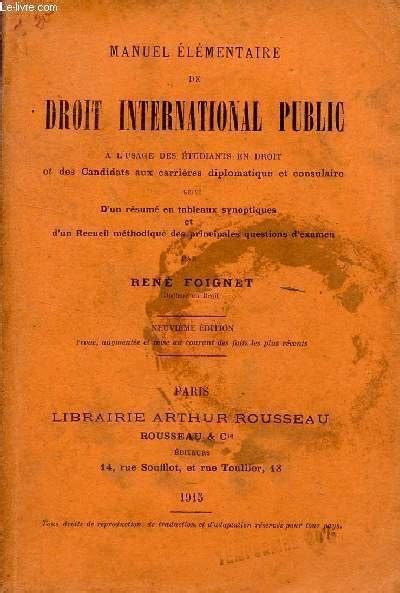 Le-livre.com
MANUEL ÉLÉMENTAIRE
DE
DROIT INTERNATIONAL PUBLIC
A L'USAGE DES ÉTUDIANTS EN DROIT
et des Candidats aux carrières diplomatique et consulaire
SUIVI
D'un résumé en tableaux synoptiques
et
d'un Recueil méthodique des principales questions d'examen
PAR
RENÉ FOIGNET
Docteur en Droit
NEUVIÈME ÉDITION
revue, augmentée et mise au courant des faits les plus récents
PARIS
LIBRAIRIE ARTHUR ROUSSEAU
ROUSSEAU & Cie
ÉDITEURS
14, rue Soufflot, et rue Toullier, 13
1915
Tous droits de reproduction, de traduction et d'adaptation réservés pour tous pays.